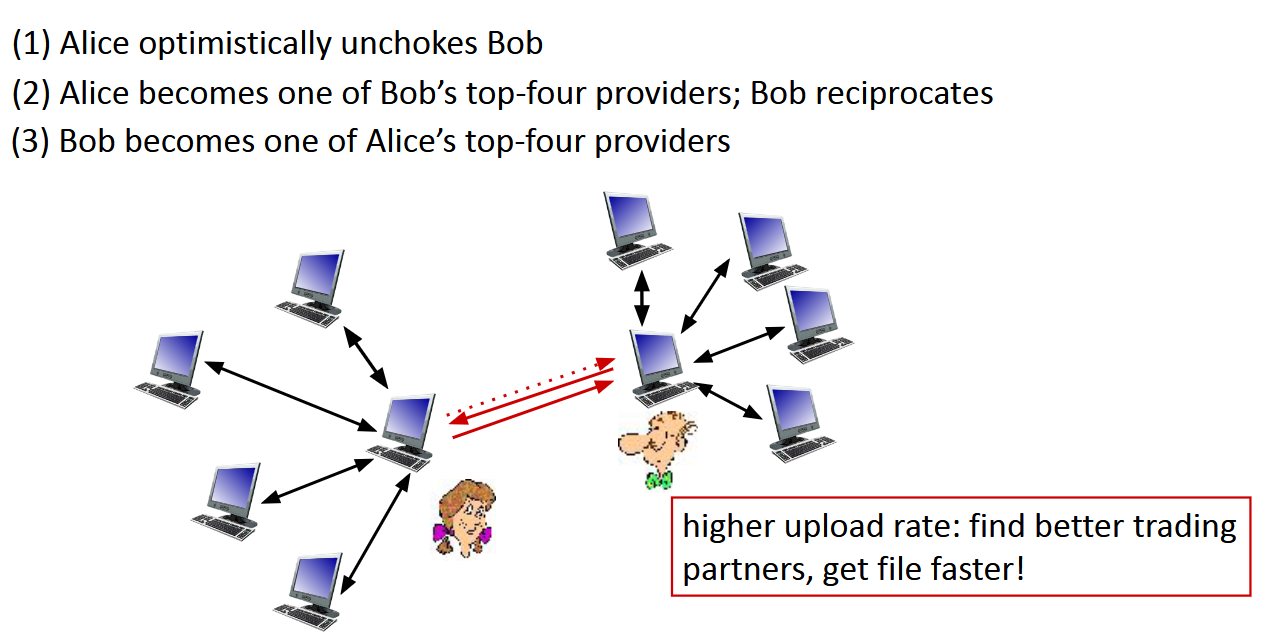 (1) Alice optimistically unchokes Bob
(2) Alice becomes one of Bob’s top-four providers; Bob reciprocates
(3) Bob becomes one of Alice’s top-four providers
higher upload rate: find better trading
partners, get file faster!